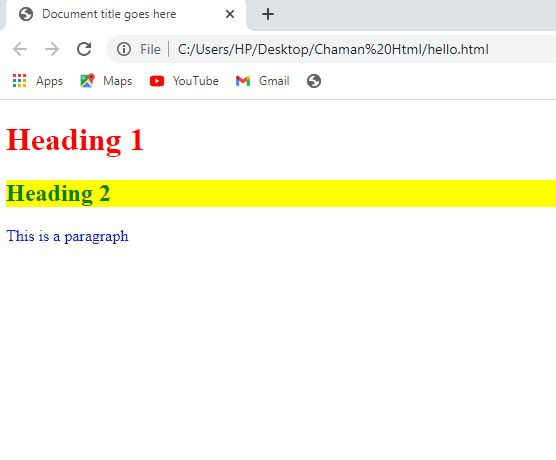 Document title goes here
File C:/Users/HP/Desktop/Chaman%20Html/hello.html
Apps Maps YouTube Gmail
Heading 1
Heading 2
This is a paragraph